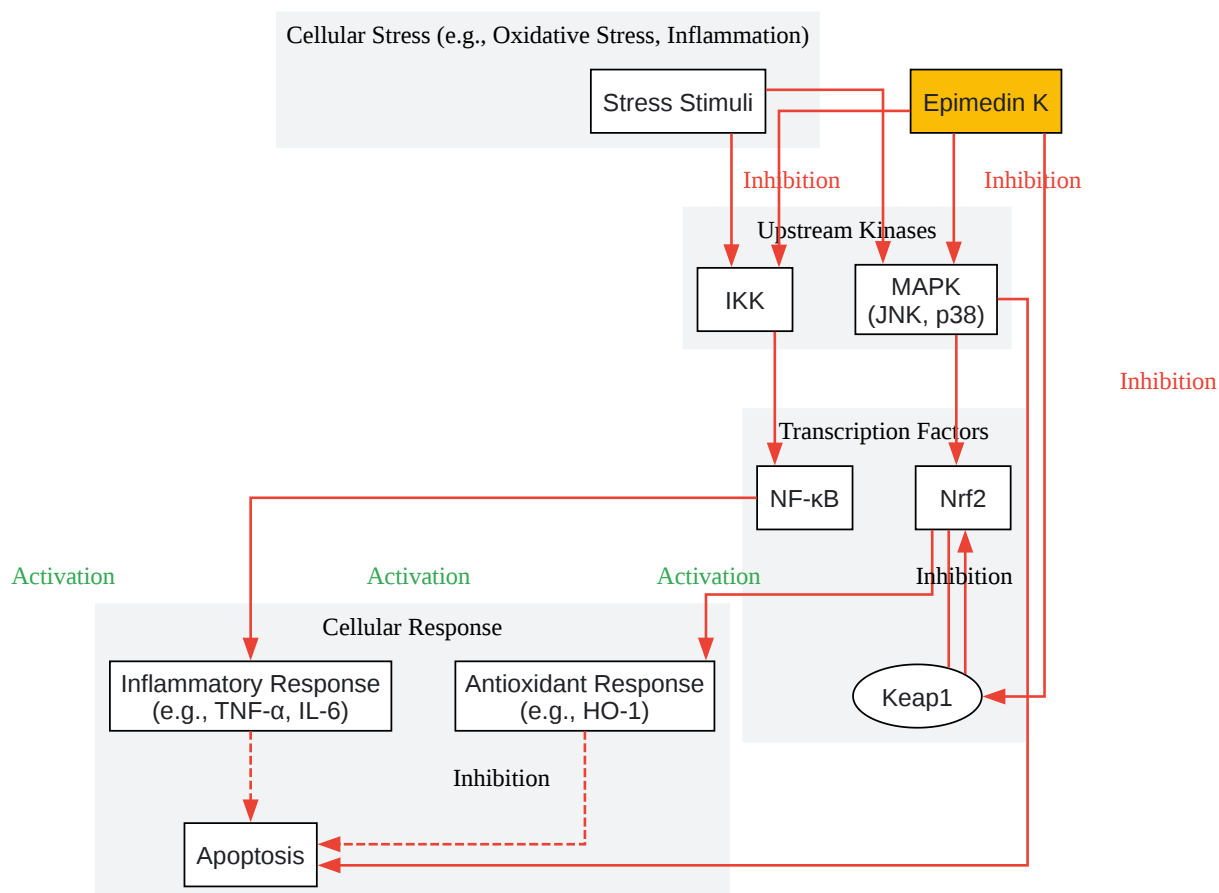 Cellular Stress (e.g., Oxidative Stress, Inflammation)
Stress Stimuli
Epimedin K
Inhibition
Inhibition
Upstream Kinases
IKK
MAPK
(JNK, p38)
Inhibition
Transcription Factors
NF-κB
Nrf2
Activation
Activation
Activation
Inhibition
Cellular Response
Inflammatory Response
(e.g., TNF-α, IL-6)
Antioxidant Response
(e.g., HO-1)
Keap1
Inhibition
Apoptosis